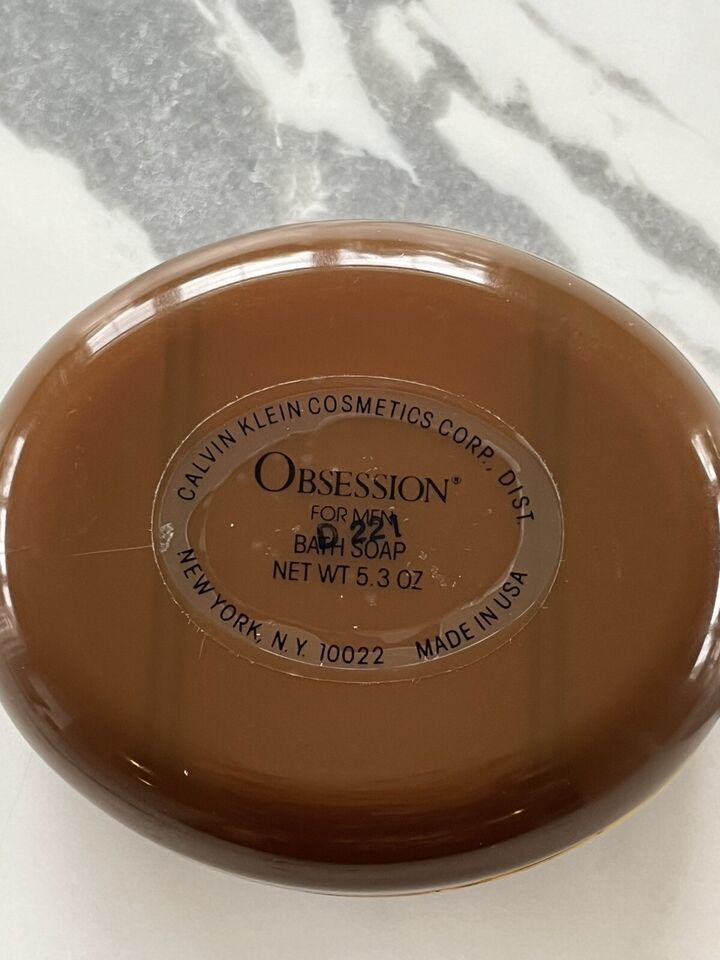 CALVIN KLEIN COSMETICS CORP., DIST.
OBSESSION®
FOR MEN
D 221
BATH SOAP
NET WT 5.3 OZ
NEW YORK, N.Y. 10022 MADE IN USA